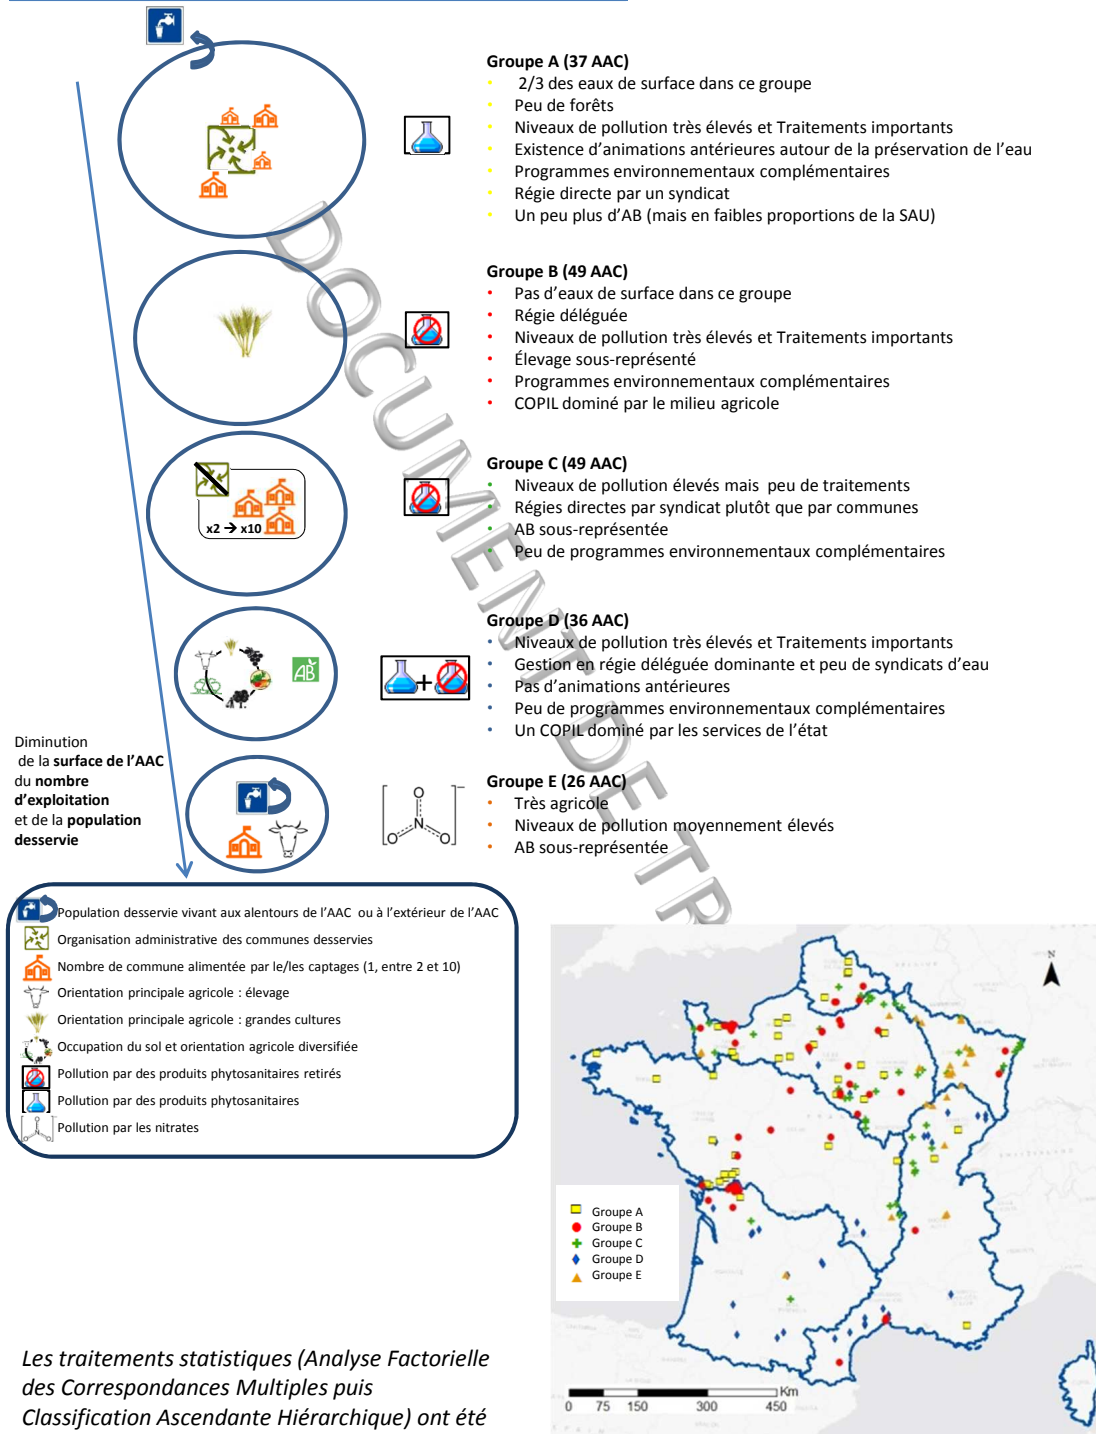 Groupe A (37 AAC)
• 2/3 des eaux de surface dans ce groupe
• Peu de forêts
• Niveaux de pollution très élevés et Traitements importants
• Existence d'animations antérieures autour de la préservation de l'eau
• Programmes environnementaux complémentaires
• Régie directe par un syndicat
• Un peu plus d'AB (mais en faibles proportions de la SAU)
Groupe B (49 AAC)
• Pas d'eaux de surface dans ce groupe
• Régie déléguée
• Niveaux de pollution très élevés et Traitements importants
• Élevage sous-représenté
• Programmes environnementaux complémentaires
• COPIL dominé par le milieu agricole
x2 → x10
Groupe C (49 AAC)
• Niveaux de pollution élevés mais peu de traitements
• Régies directes par syndicat plutôt que par communes
• AB sous-représentée
• Peu de programmes environnementaux complémentaires
AB
+
Groupe D (36 AAC)
• Niveaux de pollution très élevés et Traitements importants
• Gestion en régie déléguée dominante et peu de syndicats d'eau
• Pas d'animations antérieures
• Peu de programmes environnementaux complémentaires
• Un COPIL dominé par les services de l'état
Diminution
de la surface de l'AAC
du nombre
d'exploitation
et de la population
desservie
O
N
O O
Groupe E (26 AAC)
• Très agricole
• Niveaux de pollution moyennement élevés
• AB sous-représentée
DOCUMENT DE TR
Population desservie vivant aux alentours de l'AAC ou à l'extérieur de l'AAC
Organisation administrative des communes desservies
Nombre de commune alimentée par le/les captages (1, entre 2 et 10)
Orientation principale agricole : élevage
Orientation principale agricole : grandes cultures
Occupation du sol et orientation agricole diversifiée
Pollution par des produits phytosanitaires retirés
Pollution par des produits phytosanitaires
Pollution par les nitrates
N
Groupe A
Groupe B
Groupe C
Groupe D
Groupe E
Km
0 75 150 300 450
Les traitements statistiques (Analyse Factorielle
des Correspondances Multiples puis
Classification Ascendante Hiérarchique) ont été